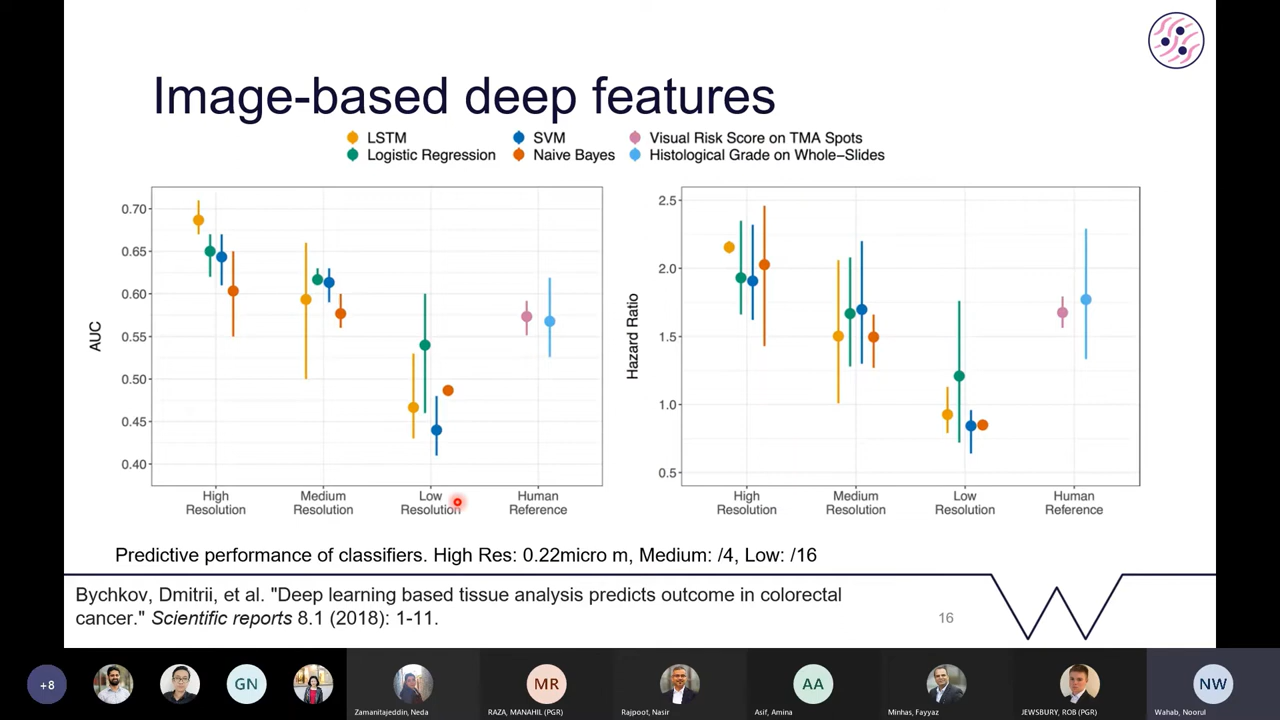 Image-based deep features
LSTM
SVM
Visual Risk Score on TMA Spots
Logistic Regression
Naive Bayes
Histological Grade on Whole-Slides
AUC
0.70
0.65
0.60
0.55
0.50
0.45
0.40
High Resolution
Medium Resolution
Low Resolution
Human Reference
Hazard Ratio
2.5
2.0
1.5
1.0
0.5
High Resolution
Medium Resolution
Low Resolution
Human Reference
Predictive performance of classifiers. High Res: 0.22micro m, Medium: /4, Low: /16
Bychkov, Dmitrii, et al. "Deep learning based tissue analysis predicts outcome in colorectal
cancer." Scientific reports 8.1 (2018): 1-11.
16
+8
GN
Zamanitajeddin, Neda
MR
RAZA, MANAHIL (PGR)
Rajpoot, Nasir
AA
Asif, Amina
Minhas, Fayyaz
JEWSBURY, ROB (PGR)
NW
Wahab, Noorul